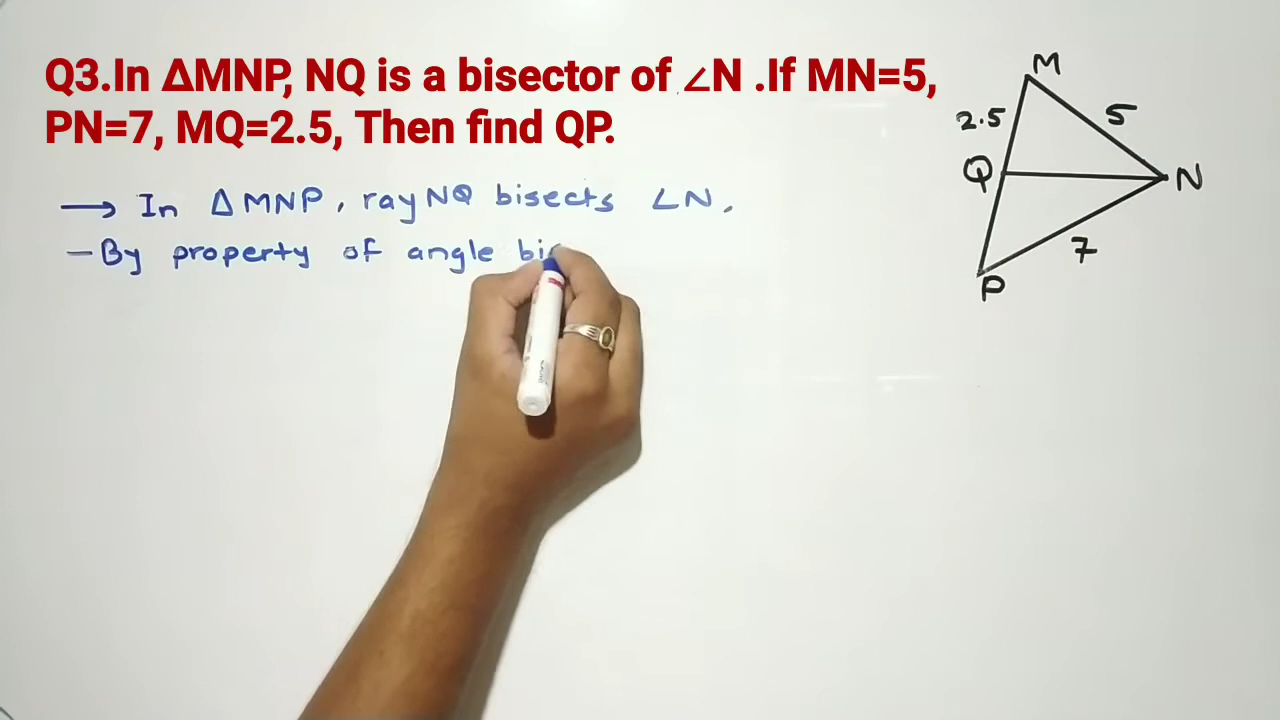 Q3.In ΔMNP, NQ is a bisector of ∠N .If MN=5,
PN=7, MQ=2.5, Then find QP.
→ In ΔMNP, ray NQ bisects ∠N.
- By property of angle bis
M
2.5
5
Q
N
7
P